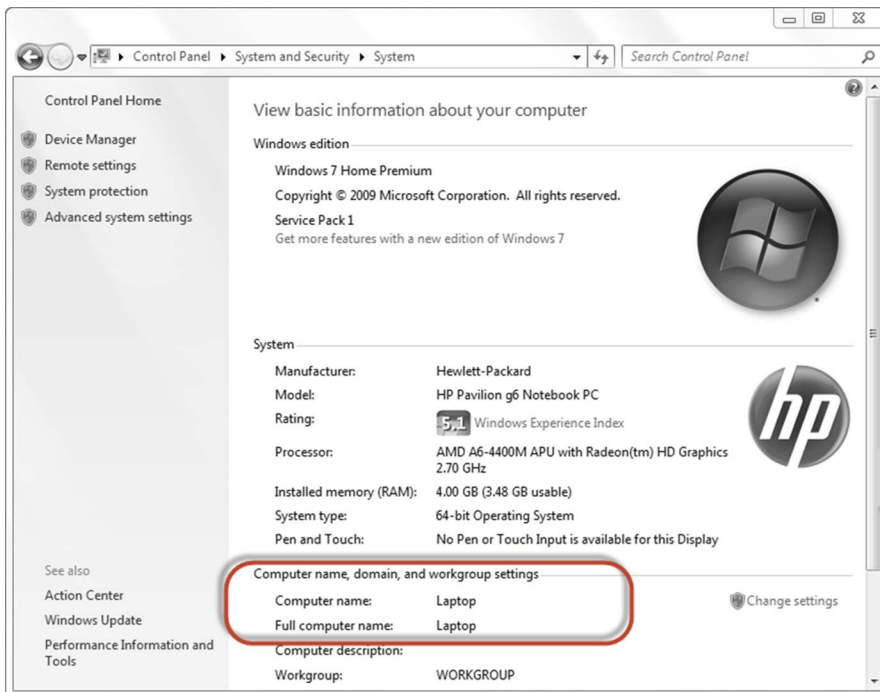 Control Panel ▸ System and Security ▸ System
Search Control Panel
Control Panel Home
Device Manager
Remote settings
System protection
Advanced system settings
See also
Action Center
Windows Update
Performance Information and
Tools
View basic information about your computer
Windows edition
Windows 7 Home Premium
Copyright © 2009 Microsoft Corporation. All rights reserved.
Service Pack 1
Get more features with a new edition of Windows 7
System
Manufacturer: Hewlett-Packard
Model: HP Pavilion g6 Notebook PC
Rating: 5.1 Windows Experience Index
Processor: AMD A6-4400M APU with Radeon(tm) HD Graphics
2.70 GHz
Installed memory (RAM): 4.00 GB (3.48 GB usable)
System type: 64-bit Operating System
Pen and Touch: No Pen or Touch Input is available for this Display
hp
Computer name, domain, and workgroup settings
Computer name: Laptop
Change settings
Full computer name: Laptop
Computer description:
Workgroup: WORKGROUP